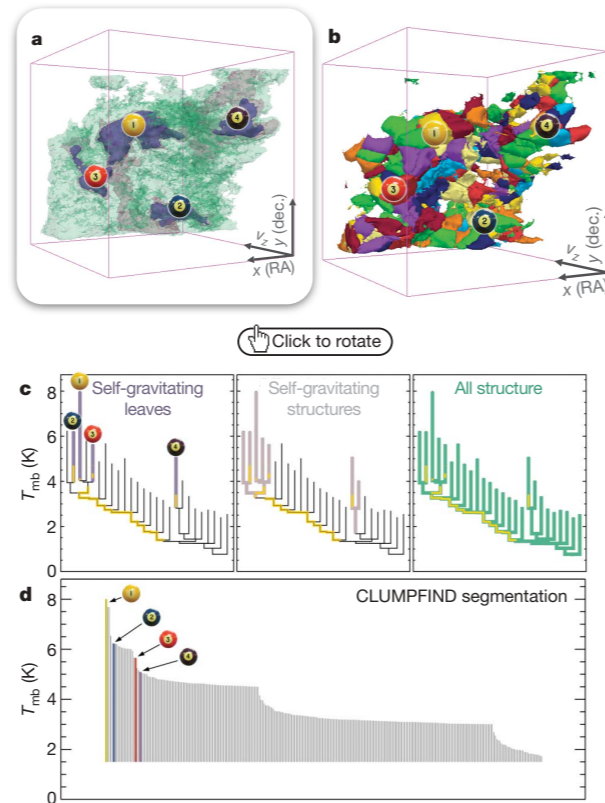 a
1
4
3
2
v_z
y (dec.)
x (RA)
b
1
4
3
2
v_z
y (dec.)
x (RA)
Click to rotate
c
T_mb (K)
8
6
4
2
0
1
2
3
4
Self-gravitating
leaves
Self-gravitating
structures
All structure
d
CLUMPFIND segmentation
T_mb (K)
8
6
4
2
0
1
2
3
4